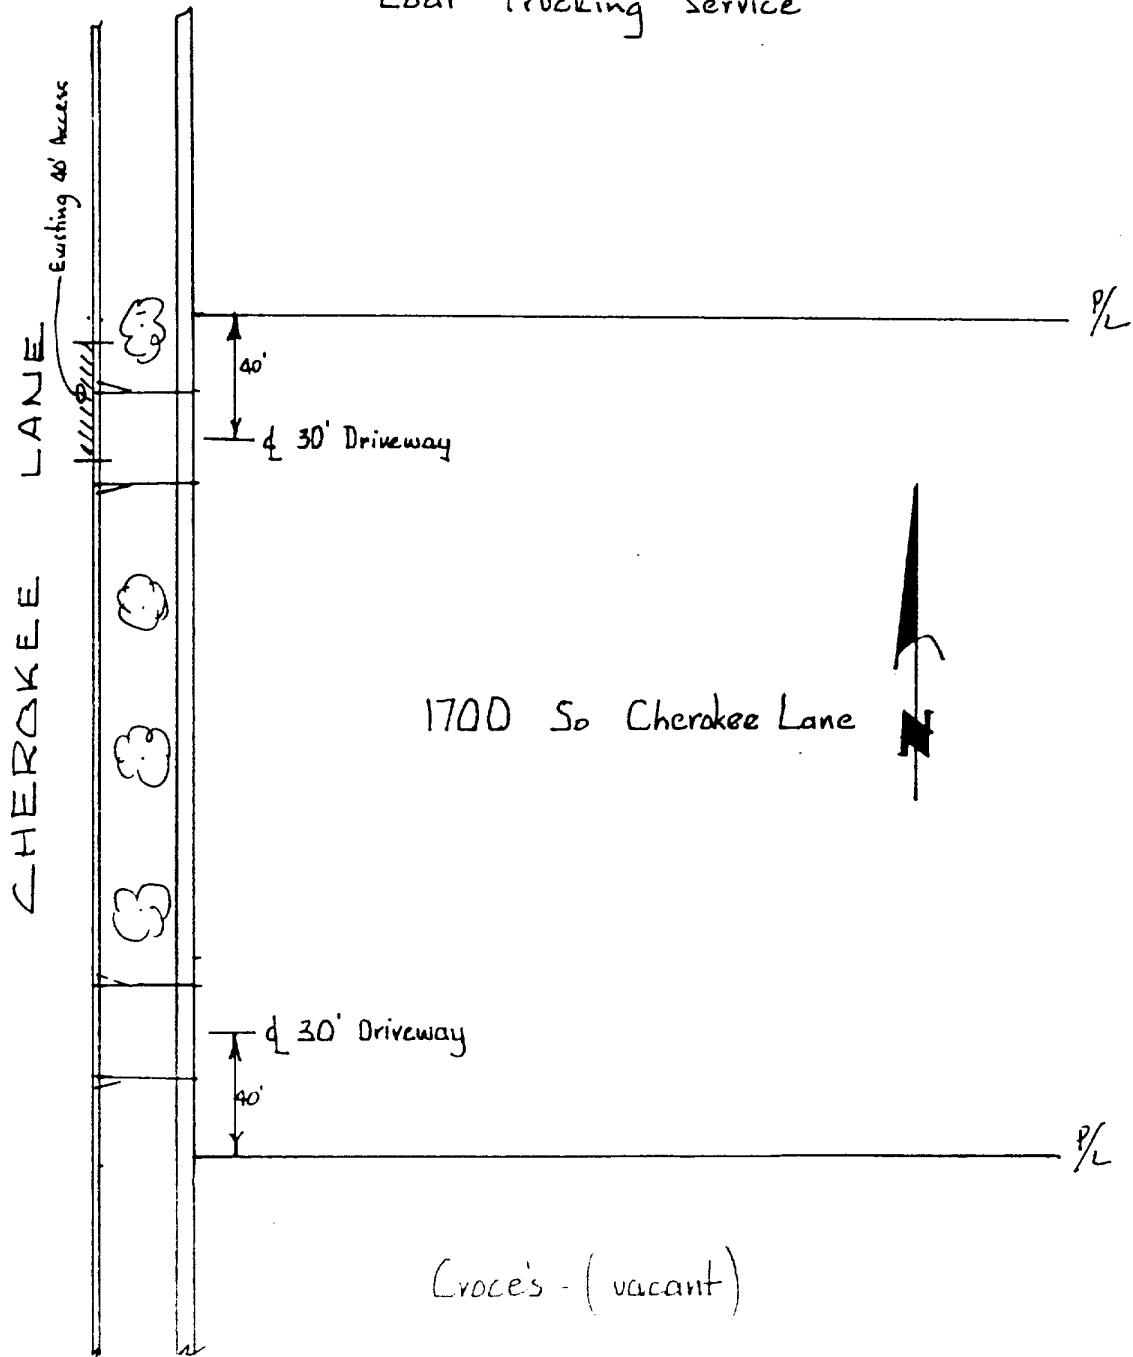 Trucking Service
Existing 40' Access
CHEROKEE LANE
P/L
40'
℄ 30' Driveway
1700 So Cherokee Lane
N
℄ 30' Driveway
40'
P/L
Croce's - (vacant)